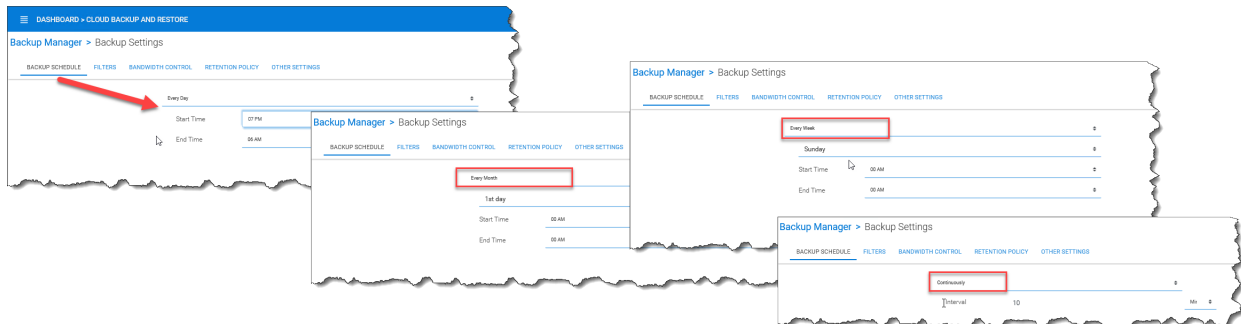 DASHBOARD > CLOUD BACKUP AND RESTORE
Backup Manager > Backup Settings
BACKUP SCHEDULE FILTERS BANDWIDTH CONTROL RETENTION POLICY OTHER SETTINGS
Every Day
Start Time 07 PM
End Time 06 AM
Backup Manager > Backup Settings
BACKUP SCHEDULE FILTERS BANDWIDTH CONTROL RETENTION POLICY OTHER SETTINGS
Every Month
1st day
Start Time 00 AM
End Time 00 AM
Backup Manager > Backup Settings
BACKUP SCHEDULE FILTERS BANDWIDTH CONTROL RETENTION POLICY OTHER SETTINGS
Every Week
Sunday
Start Time 00 AM
End Time 00 AM
Backup Manager > Backup Settings
BACKUP SCHEDULE FILTERS BANDWIDTH CONTROL RETENTION POLICY OTHER SETTINGS
Continuously
Interval 10 Min